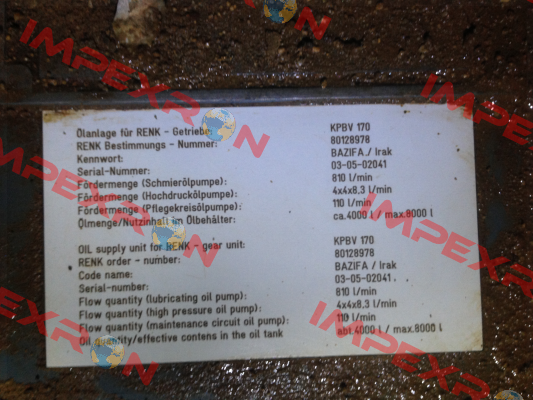 Ölanlage für RENK - Getriebe: KPBV 170
RENK Bestimmungs - Nummer: 80128978
Kennwort: BAZIFA / Irak
Serial-Nummer: 03-05-02041
Fördermenge (Schmierölpumpe): 810 l/min
Fördermenge (Hochdruckölpumpe): 4x4x8,3 l/min
Fördermenge (Pflegekreisölpumpe): 110 l/min
Ölmenge/Nutzinhalt im Ölbehälter: ca.4000 l / max.8000 l
OIL supply unit for RENK - gear unit: KPBV 170
RENK order - number: 80128978
Code name: BAZIFA / Irak
Serial-number: 03-05-02041
Flow quantity (lubricating oil pump): 810 l/min
Flow quantity (high pressure oil pump): 4x4x8,3 l/min
Flow quantity (maintenance circuit oil pump): 110 l/min
Oil quantity/effective contens in the oil tank abt.4000 l / max.8000 l
IMPEXRON
IMPEXRON
IMPEXRON
IMPEXRON
IMPEXRON